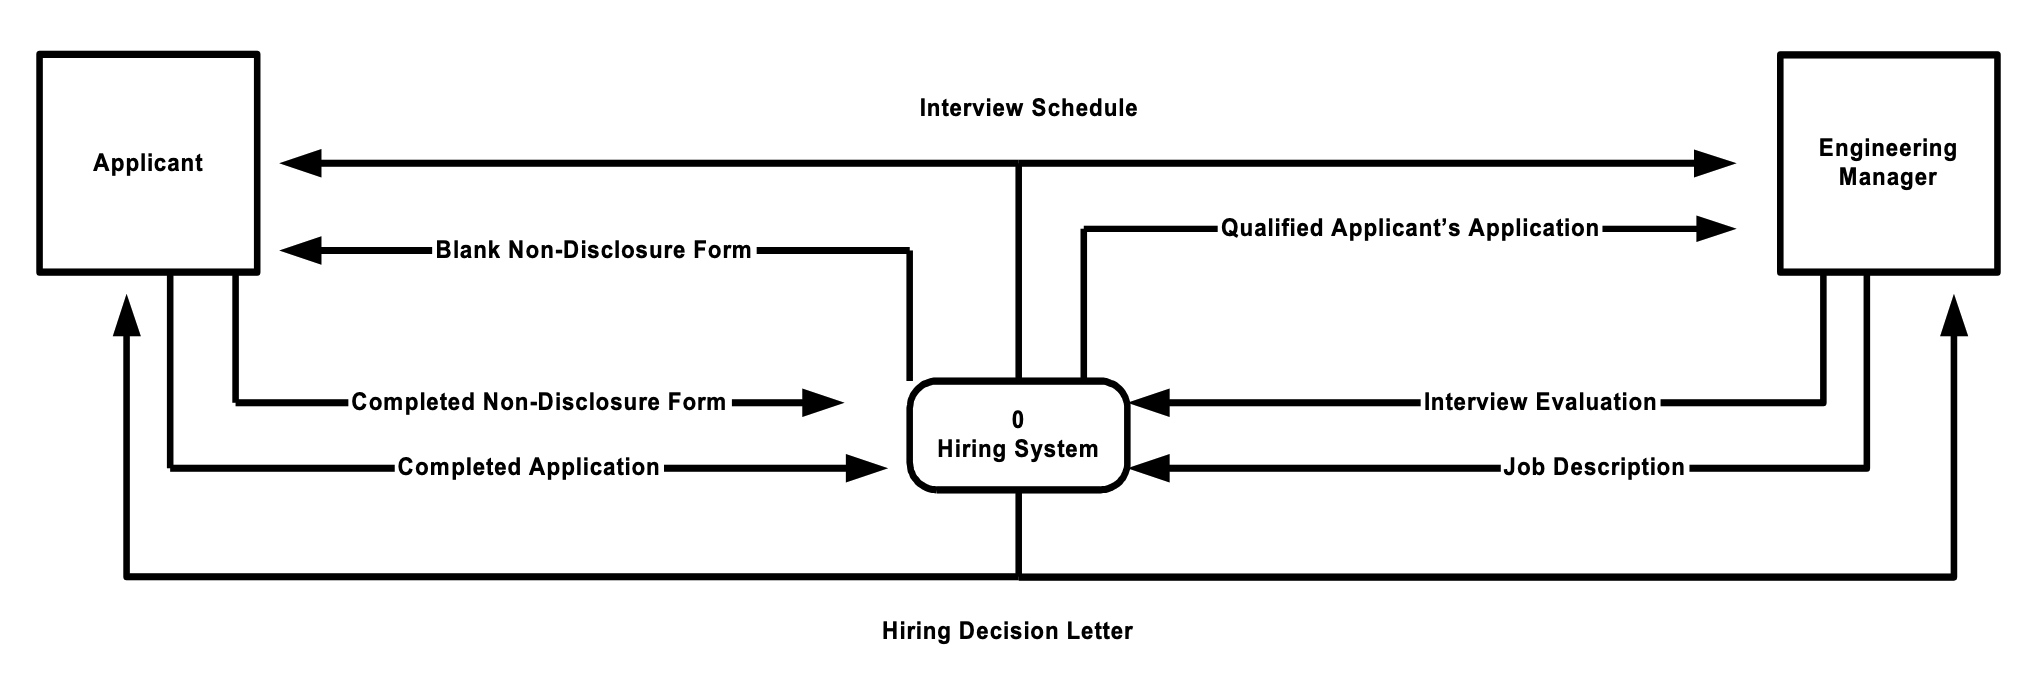 Interview Schedule
Applicant
Engineering
Manager
Qualified Applicant’s Application
Blank Non-Disclosure Form
Completed Non-Disclosure Form
Interview Evaluation
0
Hiring System
Completed Application
Job Description
Hiring Decision Letter